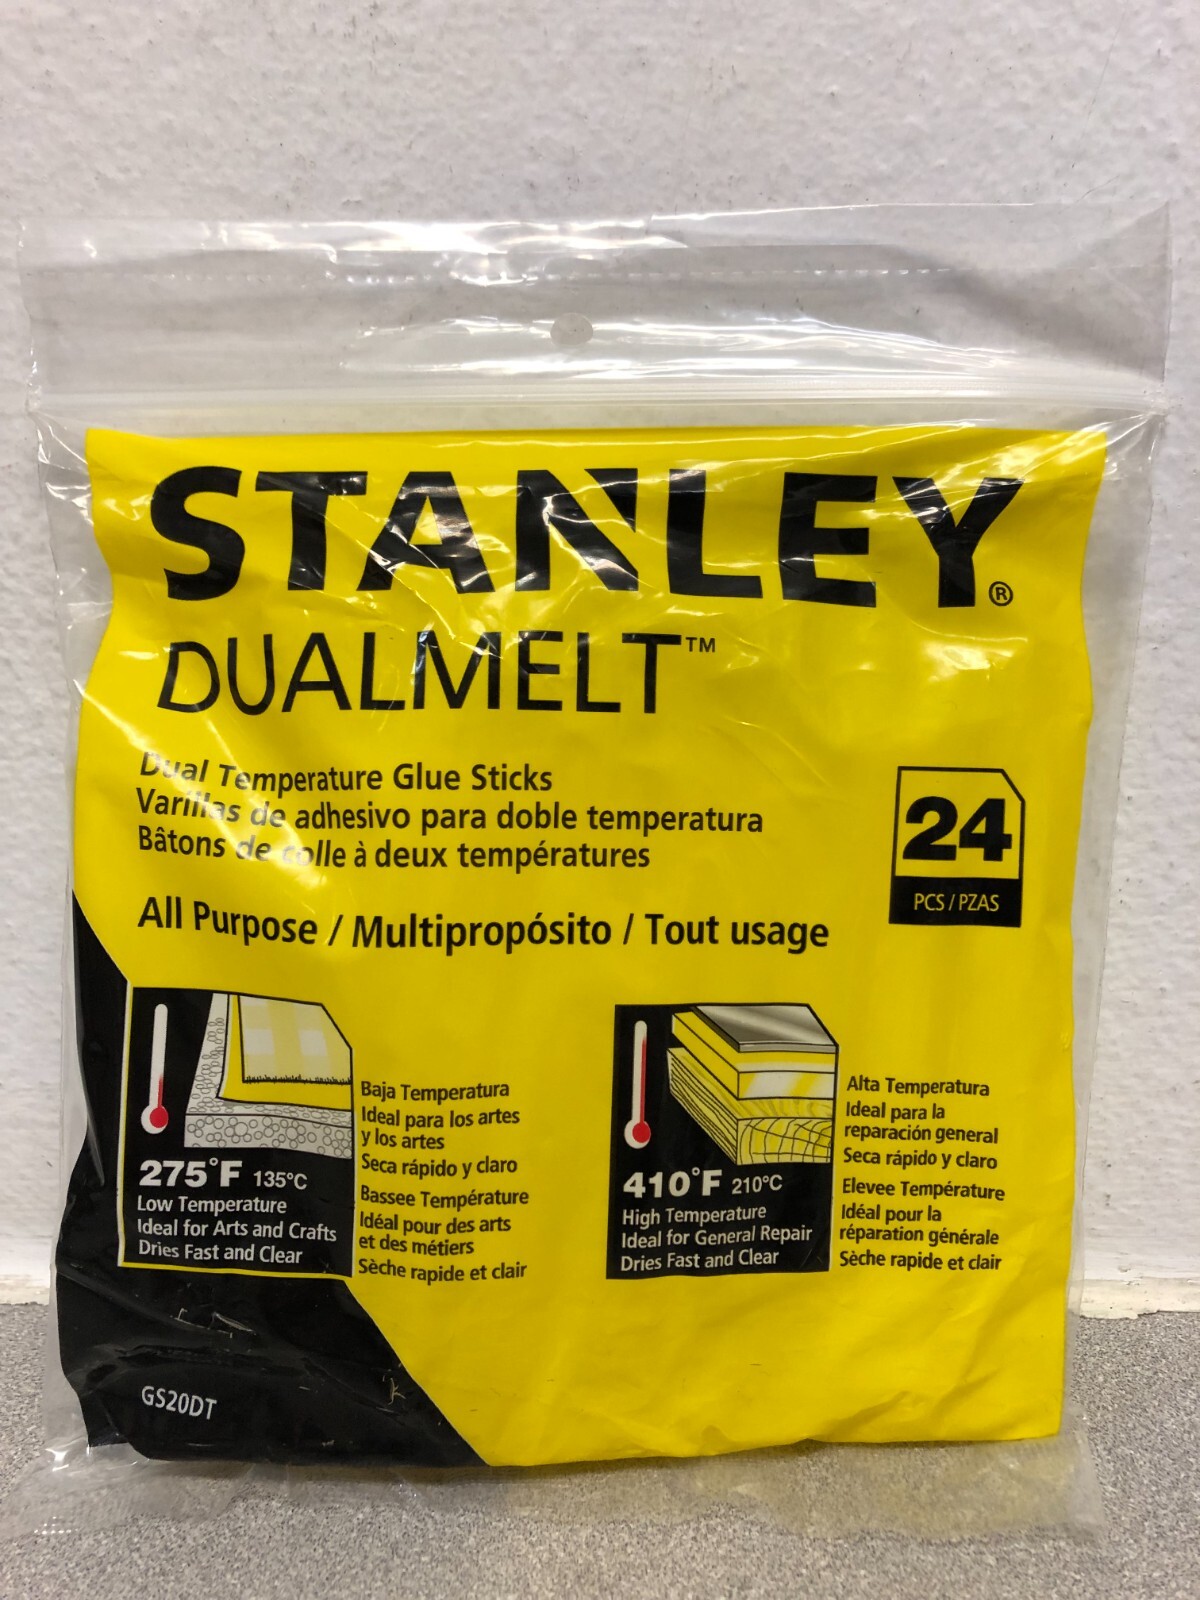 STANLEY®
DUALMELT™
Dual Temperature Glue Sticks
Varillas de adhesivo para doble temperatura
Bâtons de colle à deux températures
24
PCS / PZAS
All Purpose / Multipropósito / Tout usage
275°F 135°C
Low Temperature
Ideal for Arts and Crafts
Dries Fast and Clear
Baja Temperatura
Ideal para los artes
y los artes
Seca rápido y claro
Bassee Température
Idéal pour des arts
et des métiers
Sèche rapide et clair
410°F 210°C
High Temperature
Ideal for General Repair
Dries Fast and Clear
Alta Temperatura
Ideal para la
reparación general
Seca rápido y claro
Elevee Température
Idéal pour la
réparation générale
Sèche rapide et clair
GS20DT